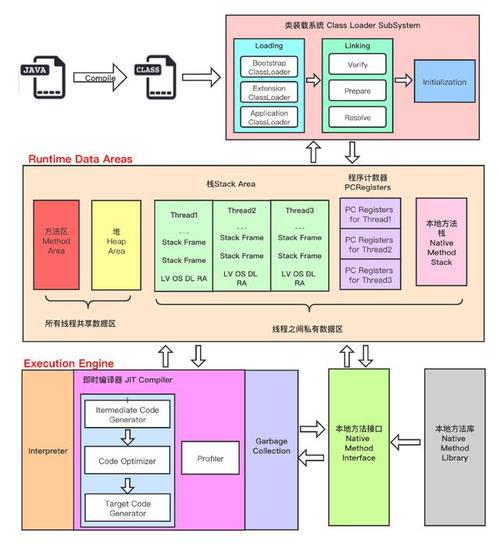 类装载系统 Class Loader SubSystem
JAVA
Compile
CLASS
Loading
Bootstrap
ClassLoader
Extension
ClassLoader
Application
ClassLoader
Linking
Verify
Prepare
Resolve
Initialization
Runtime Data Areas
栈Stack Area
程序计数器
PCRegisters
方法区
Method
Area
堆
Heap
Area
Thread1
...
Stack Frame
Stack Frame
LV OS DL
RA
Thread2
...
Stack Frame
Stack Frame
LV OS DL
RA
Thread3
...
Stack Frame
Stack Frame
LV OS DL
RA
PC Registers
for Thread1
PC Registers
for Thread2
PC Registers
for Thread3
本地方法
栈
Native
Method
Stack
所有线程共享数据区
线程之间私有数据区
Execution Engine
Interpreter
即时编译器 JIT Compiler
Itermediate Code
Generator
Code Optimizer
Target Code
Generator
Profiler
Garbage
Collection
本地方法接口
Native
Method
Interface
本地方法库
Native
Method
Library